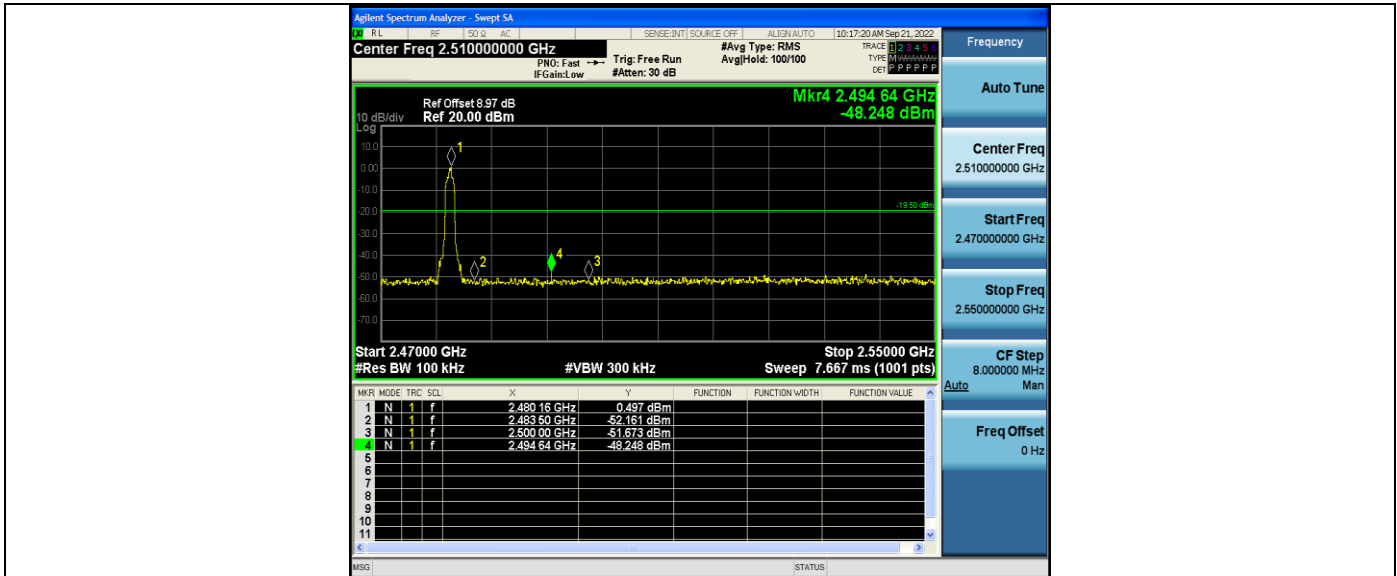 Agilent Spectrum Analyzer - Swept SA
RL RF 50 Ω AC SENSE:INT SOURCE OFF ALIGNAUTO 10:17:20 AM Sep 21, 2022
Center Freq 2.510000000 GHz
PNO: Fast
IFGain:Low
Trig: Free Run
#Atten: 30 dB
#Avg Type: RMS
Avg|Hold: 100/100
TRACE 1 2 3 4 5 6
TYPE M
DET P P P P P P
Mkr4 2.494 64 GHz
-48.248 dBm
Ref Offset 8.97 dB
10 dB/div Ref 20.00 dBm
Log
10.0
0.00
-10.0
-20.0
-30.0
-40.0
-50.0
-60.0
-70.0
1
2
4
3
-19.50 dBm
Start 2.47000 GHz Stop 2.55000 GHz
#Res BW 100 kHz #VBW 300 kHz Sweep 7.667 ms (1001 pts)
MKR MODE TRC SCL X Y FUNCTION FUNCTION WIDTH FUNCTION VALUE
1 N 1 f 2.480 16 GHz 0.497 dBm
2 N 1 f 2.483 50 GHz -52.161 dBm
3 N 1 f 2.500 00 GHz -51.673 dBm
4 N 1 f 2.494 64 GHz -48.248 dBm
5
6
7
8
9
10
11
MSG STATUS
Frequency
Auto Tune
Center Freq
2.510000000 GHz
Start Freq
2.470000000 GHz
Stop Freq
2.550000000 GHz
CF Step
8.000000 MHz
Auto Man
Freq Offset
0 Hz